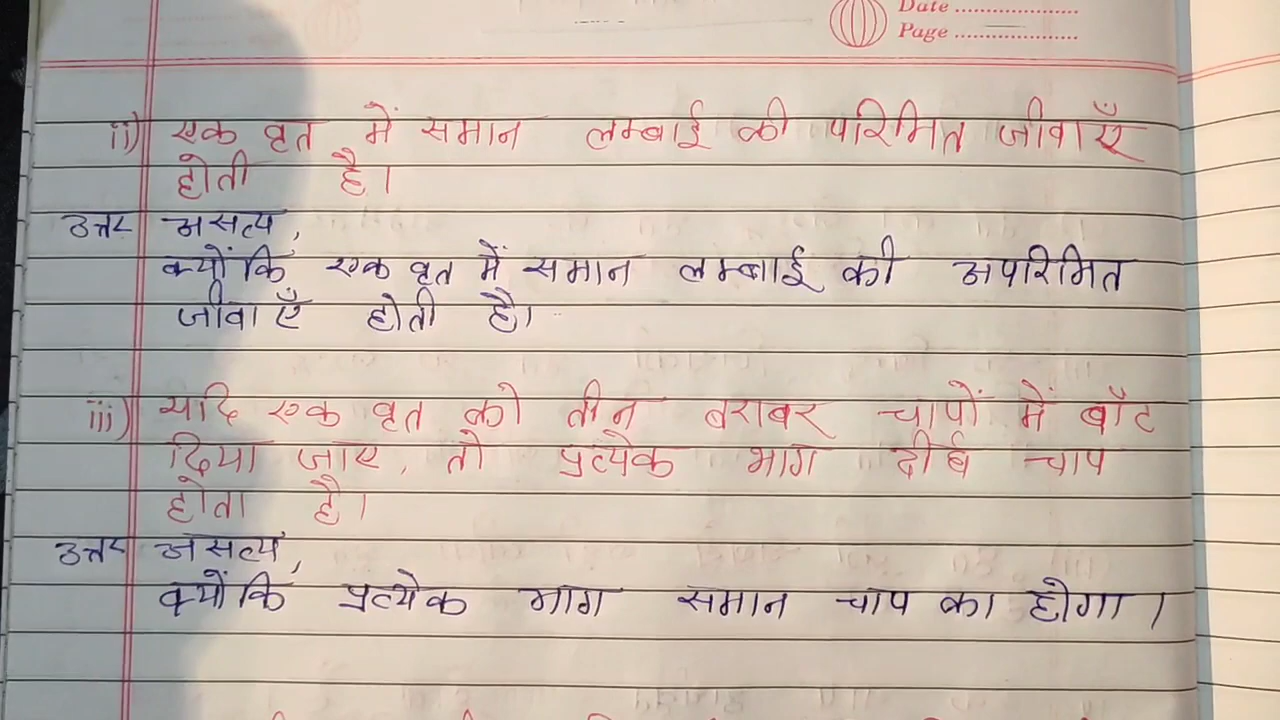 Date ....................
Page ....................
ii) एक वृत में समान लम्बाई की परिमित जीवाएँ
होती है।
उत्तर असत्य,
क्योंकि एक वृत में समान लम्बाई की अपरिमित
जीवाएँ होती है।
iii) यदि एक वृत को तीन बराबर चापों में बाँट
दिया जाए, तो प्रत्येक भाग दीर्घ चाप
होता है।
उत्तर असत्य,
क्योंकि प्रत्येक भाग समान चाप का होगा।